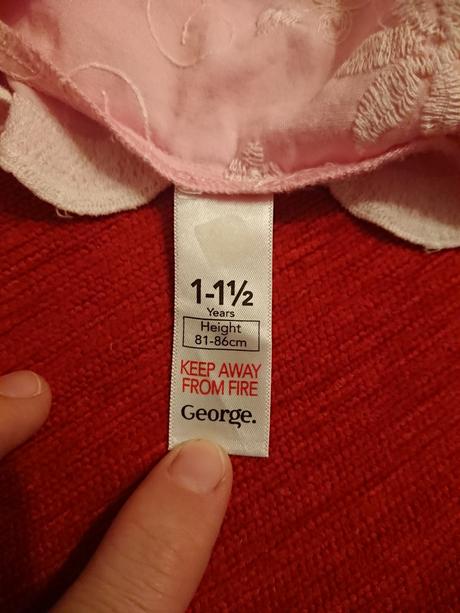 1-1½
Years
Height
81-86cm
KEEP AWAY
FROM FIRE
George.